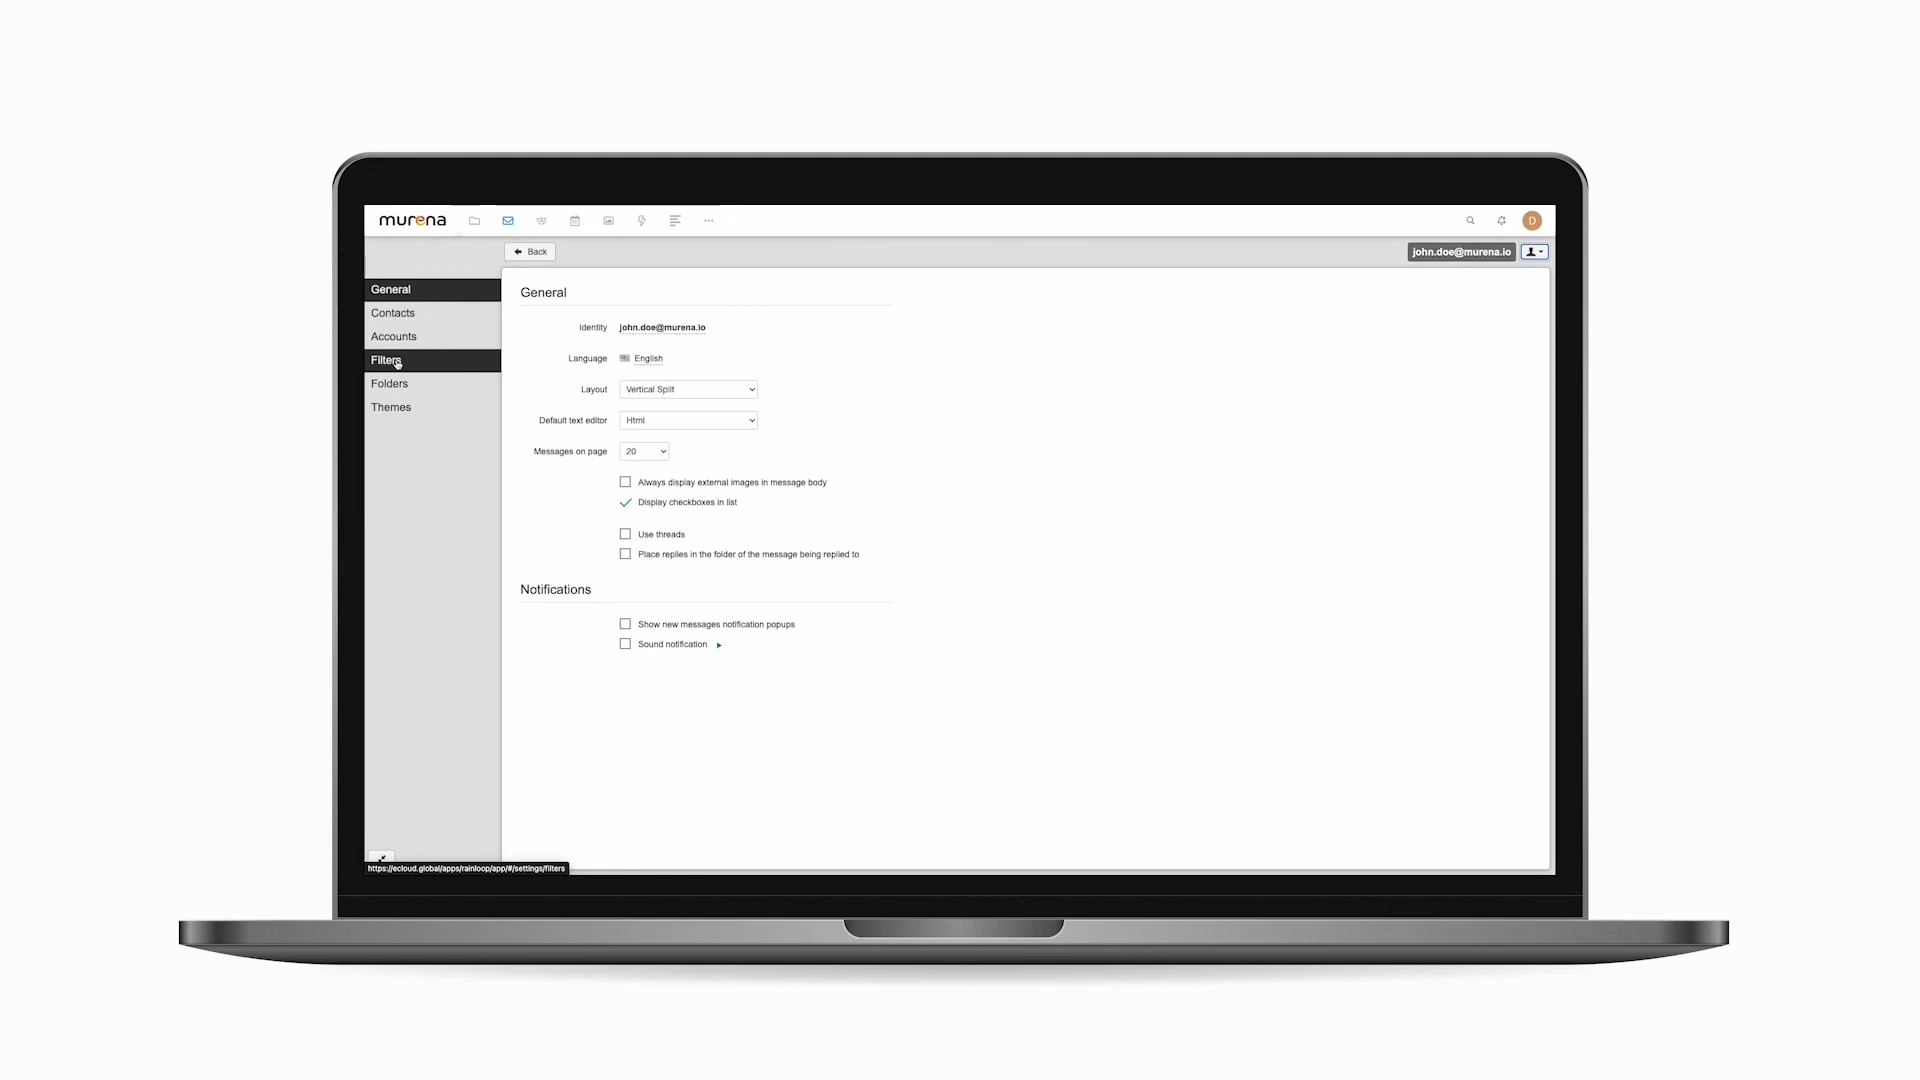 murena
D
Back
john.doe@murena.io
General
Contacts
Accounts
Filters
Folders
Themes
General
Identity john.doe@murena.io
Language English
Layout Vertical Split
Default text editor Html
Messages on page 20
Always display external images in message body
Display checkboxes in list
Use threads
Place replies in the folder of the message being replied to
Notifications
Show new messages notification popups
Sound notification
https://ecloud.global/apps/rainloop/app/#/settings/filters